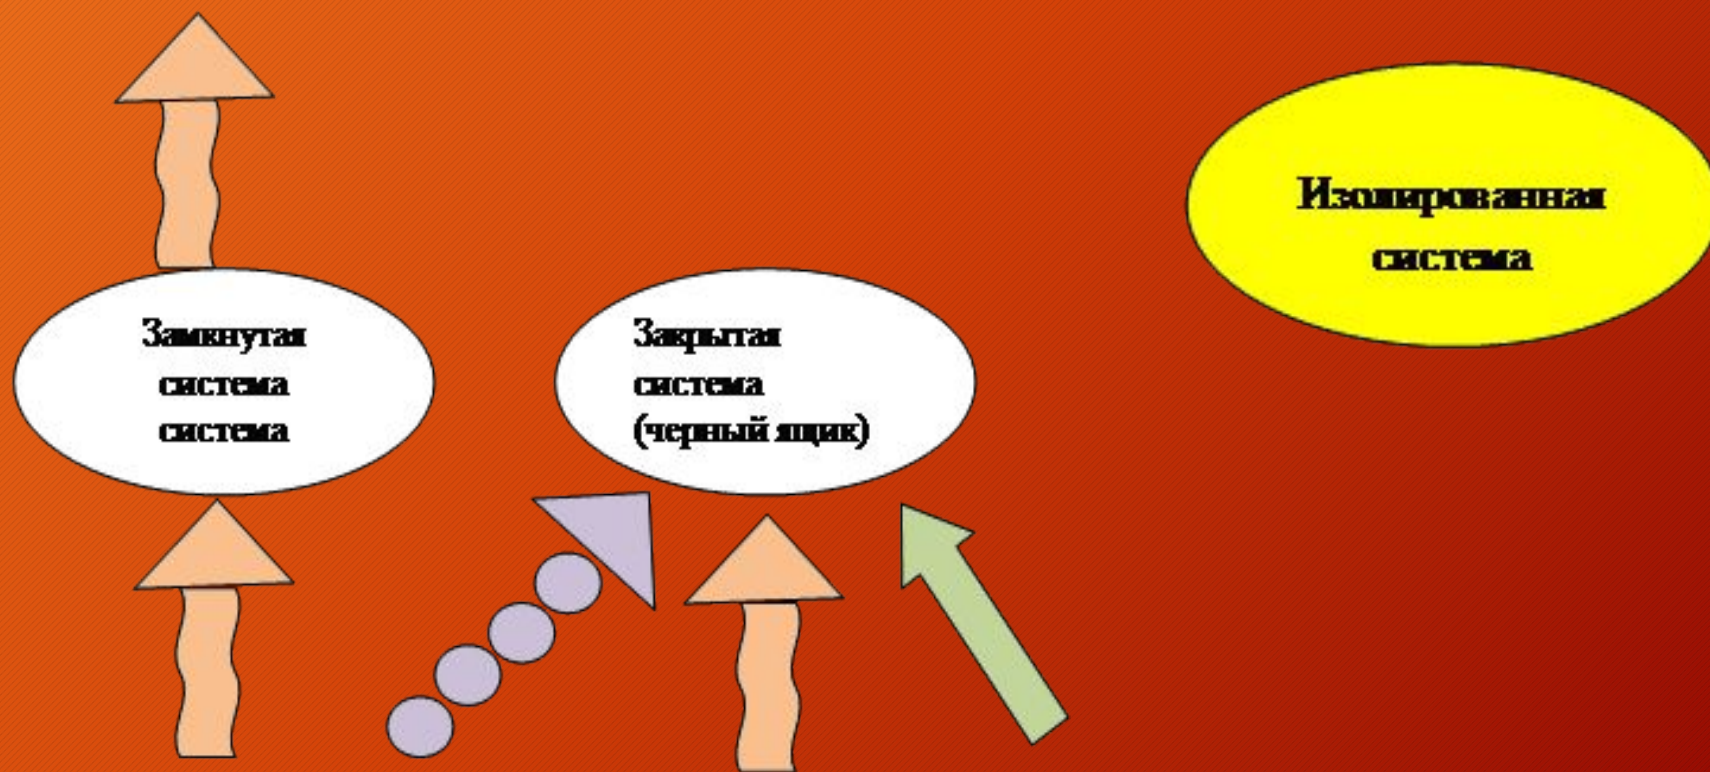 Замкнутая
система
система
Закрытая
система
(черный ящик)
Изолированная
система